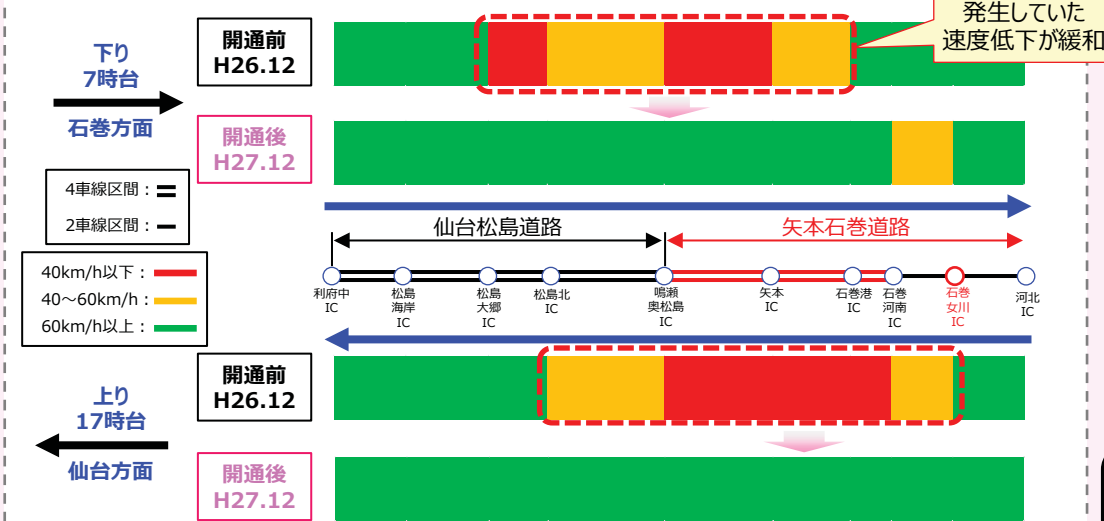 発生していた
速度低下が緩和
下り
7時台
石巻方面
開通前
H26.12
開通後
H27.12
4車線区間：
2車線区間：
40km/h以下：
40～60km/h：
60km/h以上：
仙台松島道路
矢本石巻道路
利府中
IC
松島
海岸
IC
松島
大郷
IC
松島北
IC
鳴瀬
奥松島
IC
矢本
IC
石巻港
IC
石巻
河南
IC
石巻
女川
IC
河北
IC
上り
17時台
仙台方面
開通前
H26.12
開通後
H27.12